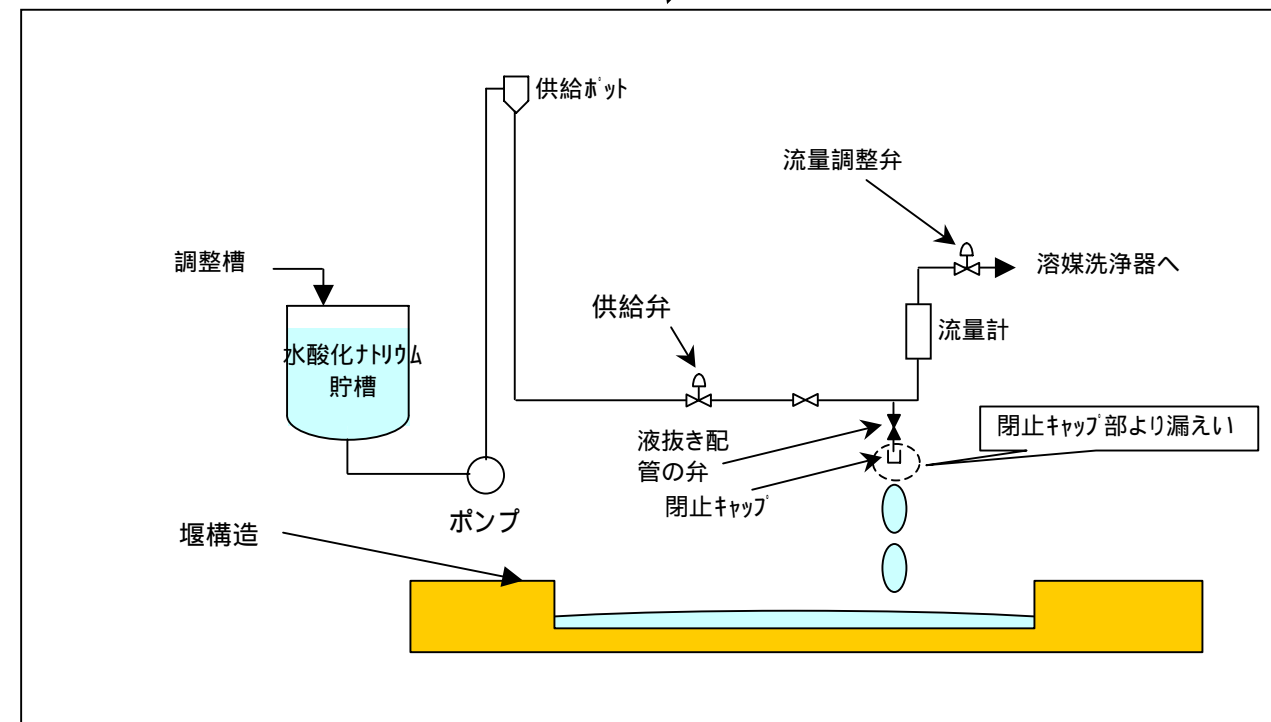 供給ﾎﾟｯﾄ
流量調整弁
調整槽
溶媒洗浄器へ
供給弁
流量計
水酸化ﾅﾄﾘｳﾑ
貯槽
閉止ｷｬｯﾌﾟ部より漏えい
液抜き配
管の弁
閉止ｷｬｯﾌﾟ
ポンプ
堰構造